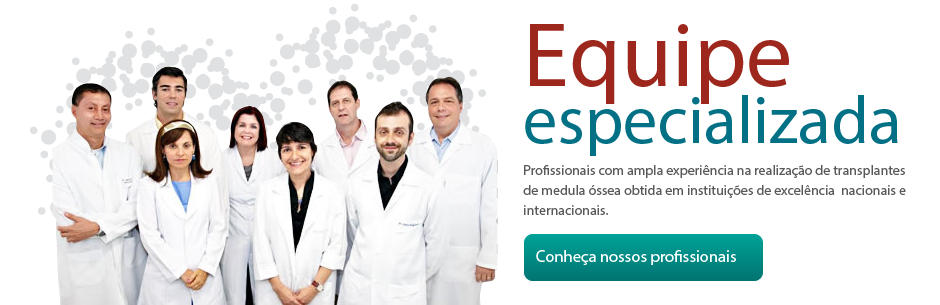 Equipe
especializada
Profissionais com ampla experiência na realização de transplantes
de medula óssea obtida em instituições de excelência nacionais e
internacionais.
Conheça nossos profissionais